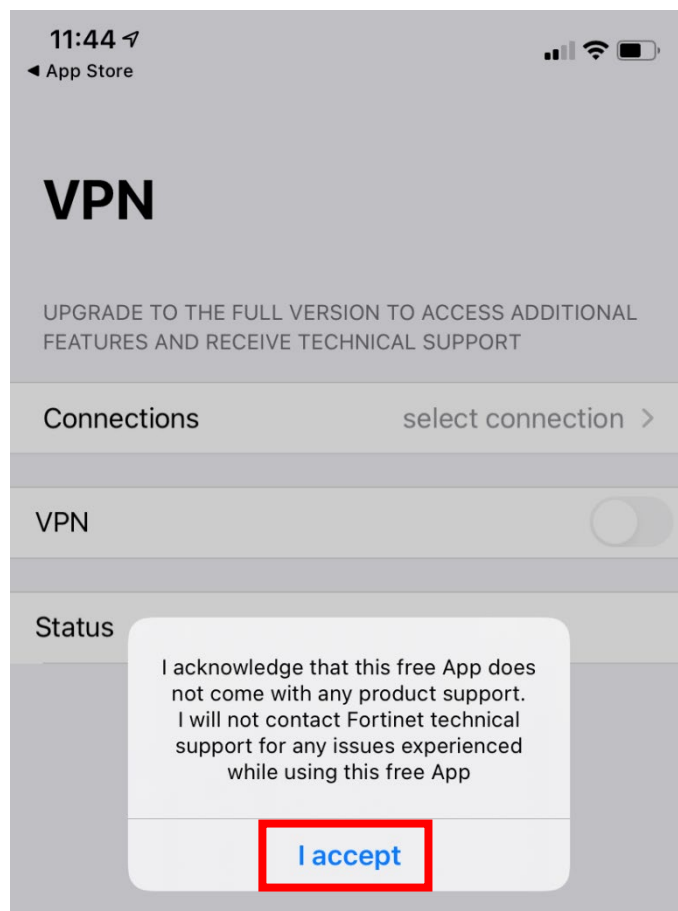 11:44
◀ App Store
VPN
UPGRADE TO THE FULL VERSION TO ACCESS ADDITIONAL
FEATURES AND RECEIVE TECHNICAL SUPPORT
Connections select connection >
VPN
Status
I acknowledge that this free App does
not come with any product support.
I will not contact Fortinet technical
support for any issues experienced
while using this free App
I accept